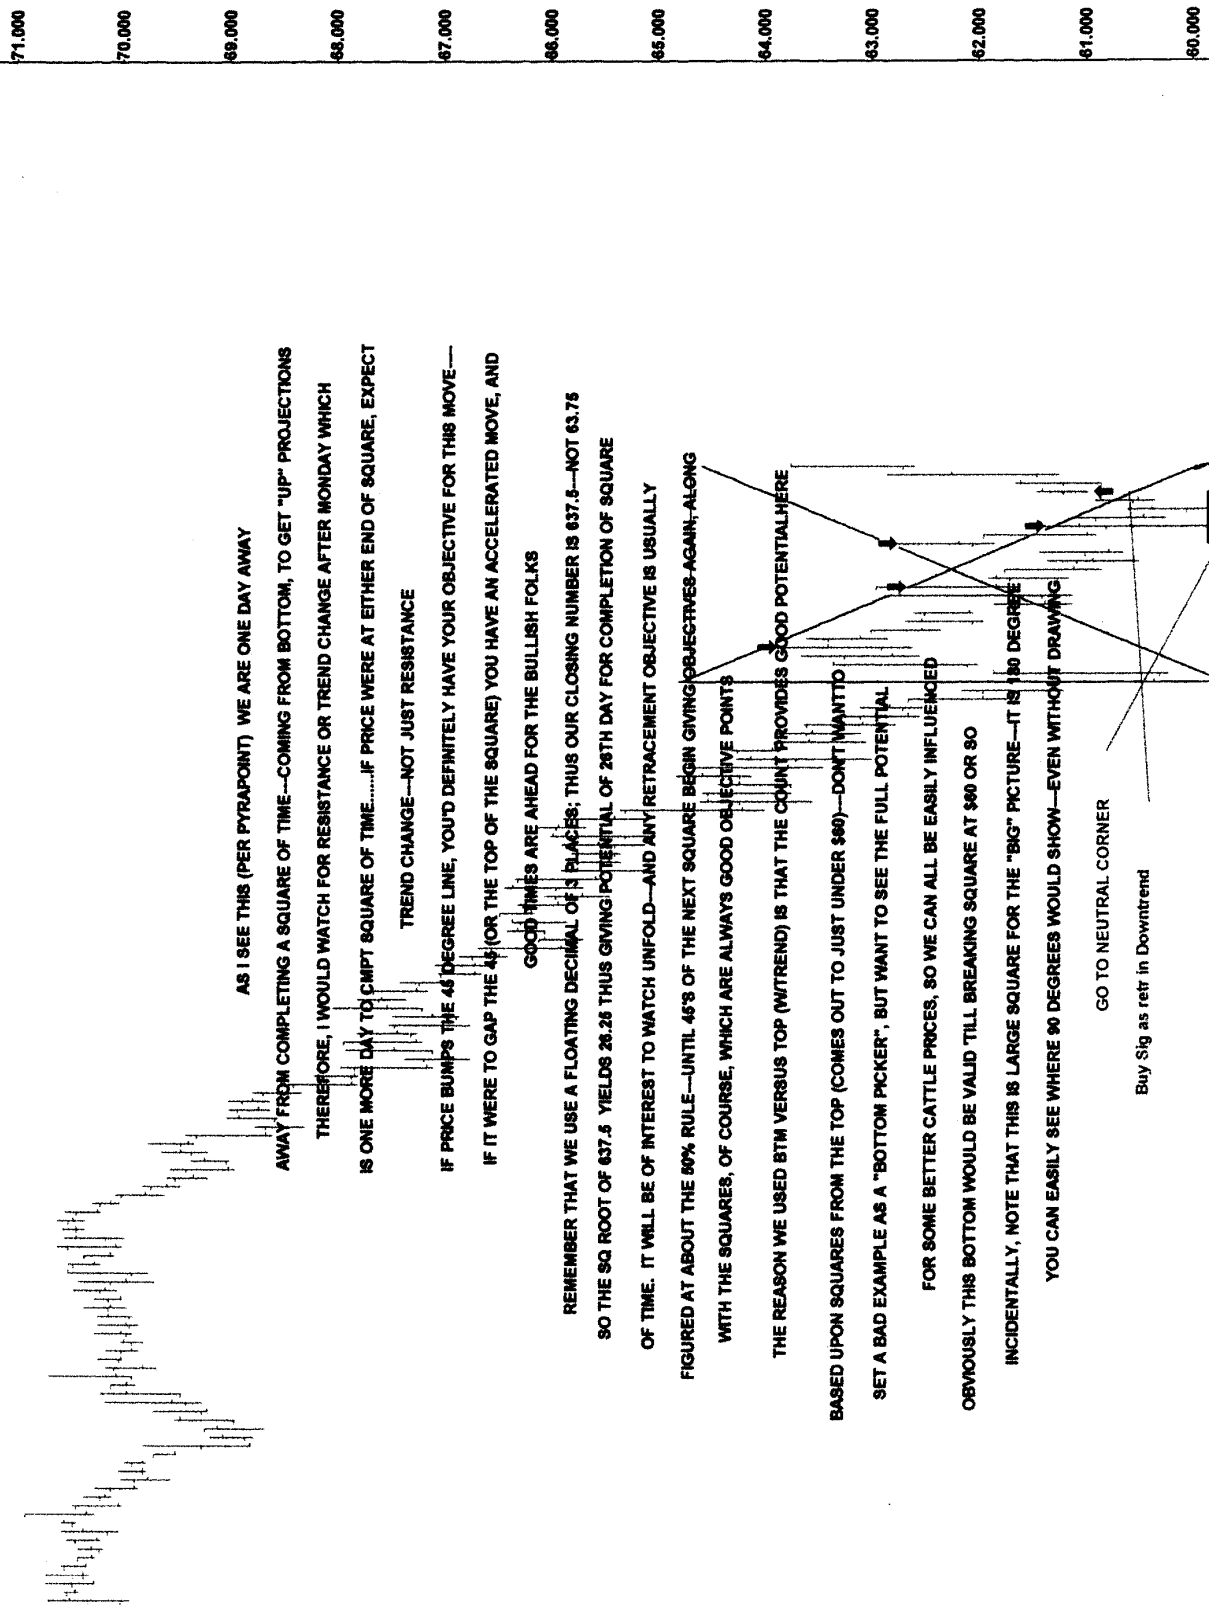 71.000
70.000
69.000
68.000
67.000
66.000
65.000
64.000
63.000
62.000
61.000
60.000
AS I SEE THIS (PER PYRAPOINT) WE ARE ONE DAY AWAY
AWAY FROM COMPLETING A SQUARE OF TIME---COMING FROM BOTTOM, TO GET "UP" PROJECTIONS
THEREFORE, I WOULD WATCH FOR RESISTANCE OR TREND CHANGE AFTER MONDAY WHICH
IS ONE MORE DAY TO CMPT SQUARE OF TIME......IF PRICE WERE AT EITHER END OF SQUARE, EXPECT
TREND CHANGE---NOT JUST RESISTANCE
IF PRICE BUMPS THE 45 DEGREE LINE, YOU'D DEFINITELY HAVE YOUR OBJECTIVE FOR THIS MOVE----
IF IT WERE TO GAP THE 45 (OR THE TOP OF THE SQUARE) YOU HAVE AN ACCELERATED MOVE, AND
GOOD TIMES ARE AHEAD FOR THE BULLISH FOLKS
REMEMBER THAT WE USE A FLOATING DECIMAL OF 3 PLACES; THUS OUR CLOSING NUMBER IS 637.5---NOT 63.75
SO THE SQ ROOT OF 637.5 YIELDS 26.25 THUS GIVING POTENTIAL OF 26TH DAY FOR COMPLETION OF SQUARE
OF TIME. IT WILL BE OF INTEREST TO WATCH UNFOLD---AND ANY RETRACEMENT OBJECTIVE IS USUALLY
FIGURED AT ABOUT THE 50% RULE---UNTIL 45'S OF THE NEXT SQUARE BEGIN GIVING OBJECTIVES AGAIN, ALONG
WITH THE SQUARES, OF COURSE, WHICH ARE ALWAYS GOOD OBJECTIVE POINTS
THE REASON WE USED BTM VERSUS TOP (W/TREND) IS THAT THE COUNT PROVIDES GOOD POTENTIALHERE
BASED UPON SQUARES FROM THE TOP (COMES OUT TO JUST UNDER $60)---DON'T WANTTO
SET A BAD EXAMPLE AS A "BOTTOM PICKER", BUT WANT TO SEE THE FULL POTENTIAL
FOR SOME BETTER CATTLE PRICES, SO WE CAN ALL BE EASILY INFLUENCED
OBVIOUSLY THIS BOTTOM WOULD BE VALID 'TILL BREAKING SQUARE AT $60 OR SO
INCIDENTALLY, NOTE THAT THIS IS LARGE SQUARE FOR THE "BIG" PICTURE---IT IS 180 DEGREE
YOU CAN EASILY SEE WHERE 90 DEGREES WOULD SHOW---EVEN WITHOUT DRAWING
GO TO NEUTRAL CORNER
Buy Sig as retr in Downtrend